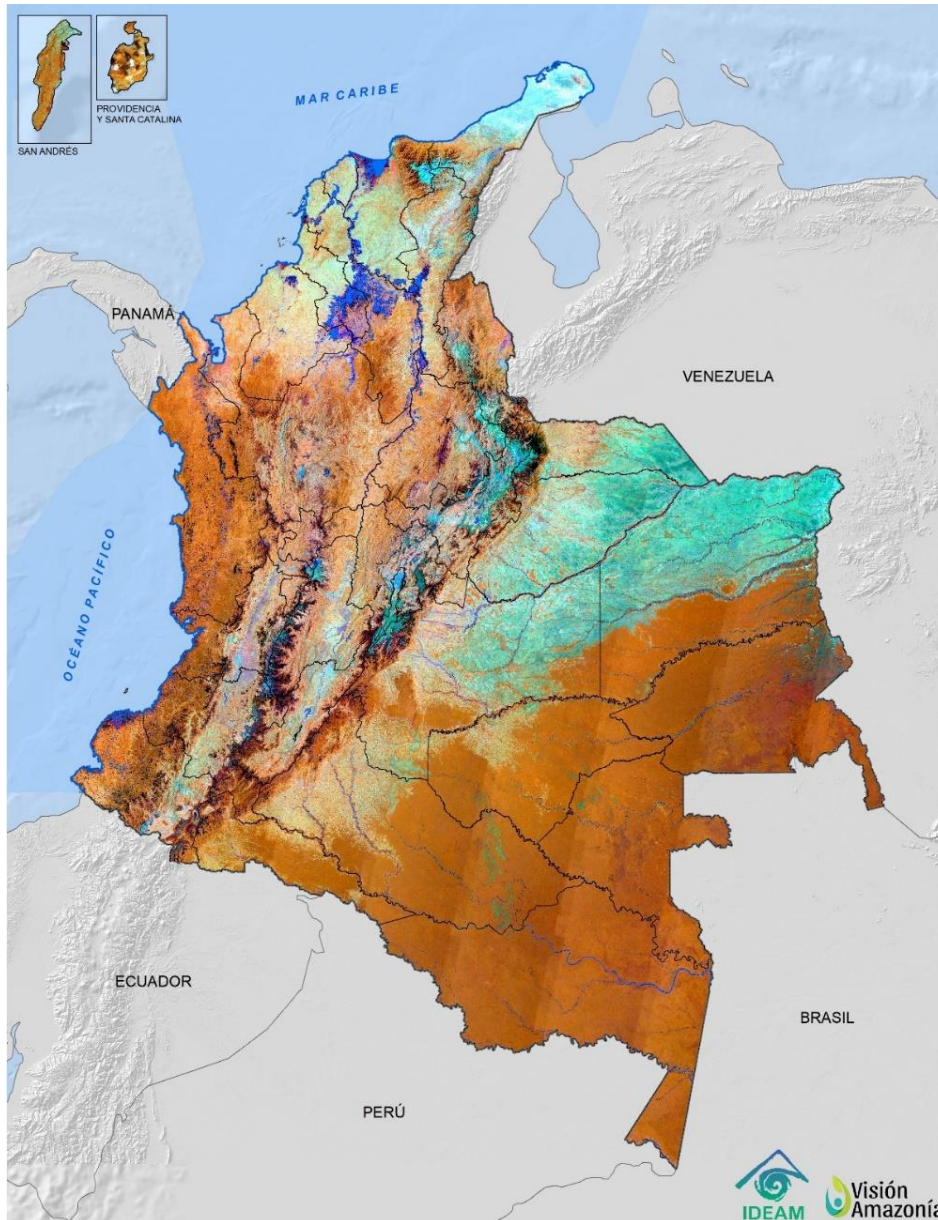 MAR CARIBE
PROVIDENCIA
Y SANTA CATALINA
SAN ANDRÉS
PANAMÁ
VENEZUELA
OCÉANO PACÍFICO
ECUADOR
BRASIL
PERÚ
IDEAM
Visión
Amazonía